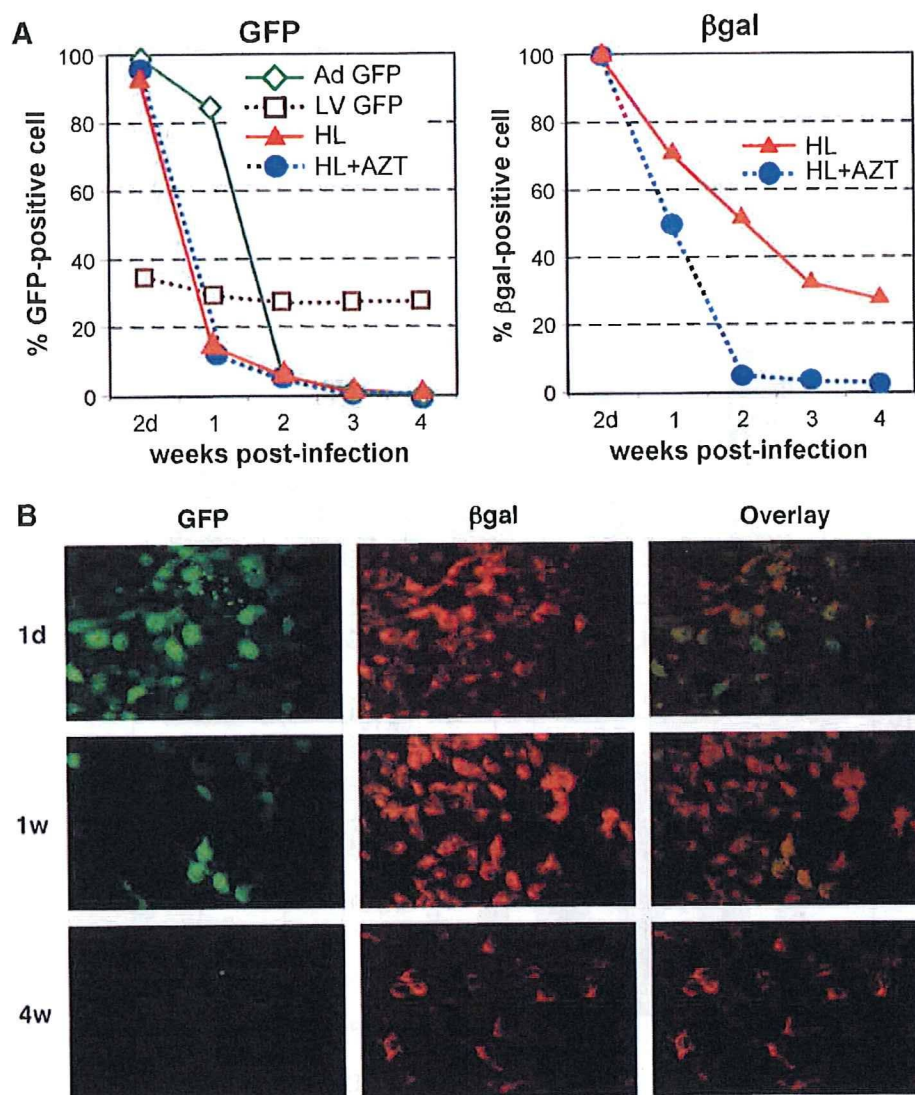 A
GFP
% GFP-positive cell
100
80
60
40
20
0
Ad GFP
LV GFP
HL
HL+AZT
2d 1 2 3 4
weeks post-infection
βgal
% βgal-positive cell
100
80
60
40
20
0
HL
HL+AZT
2d 1 2 3 4
weeks post-infection
B
GFP βgal Overlay
1d
1w
4w